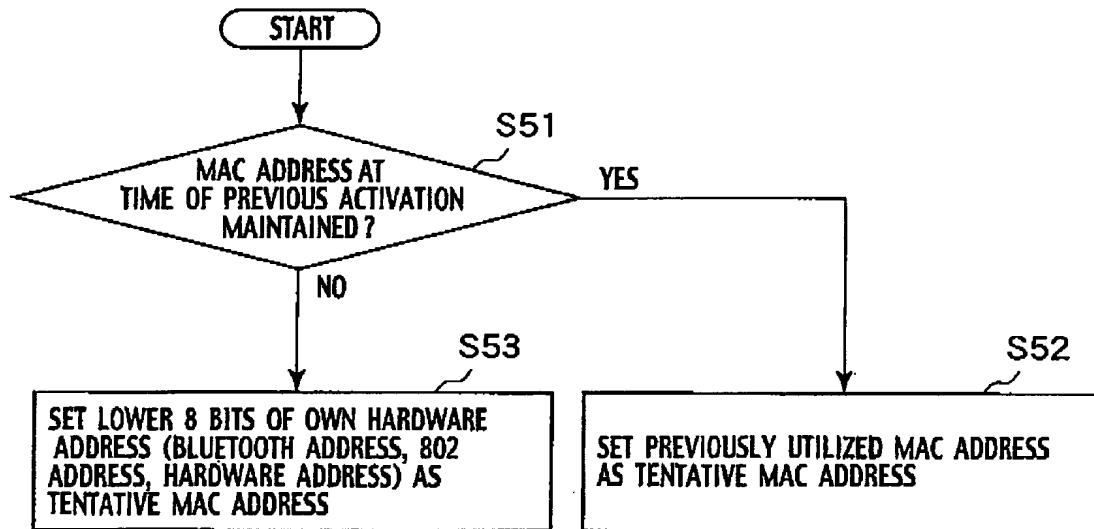 START
S51
MAC ADDRESS AT
TIME OF PREVIOUS ACTIVATION
MAINTAINED ?
YES
NO
S53
S52
SET LOWER 8 BITS OF OWN HARDWARE
ADDRESS (BLUETOOTH ADDRESS, 802
ADDRESS, HARDWARE ADDRESS) AS
TENTATIVE MAC ADDRESS
SET PREVIOUSLY UTILIZED MAC ADDRESS
AS TENTATIVE MAC ADDRESS